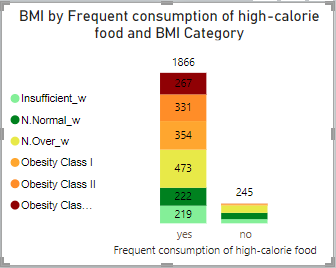 BMI by Frequent consumption of high-calorie
food and BMI Category
1866
Insufficient_w
N.Normal_w
N.Over_w
Obesity Class I
Obesity Class II
Obesity Clas...
267
331
354
473
222
219
245
yes
no
Frequent consumption of high-calorie food